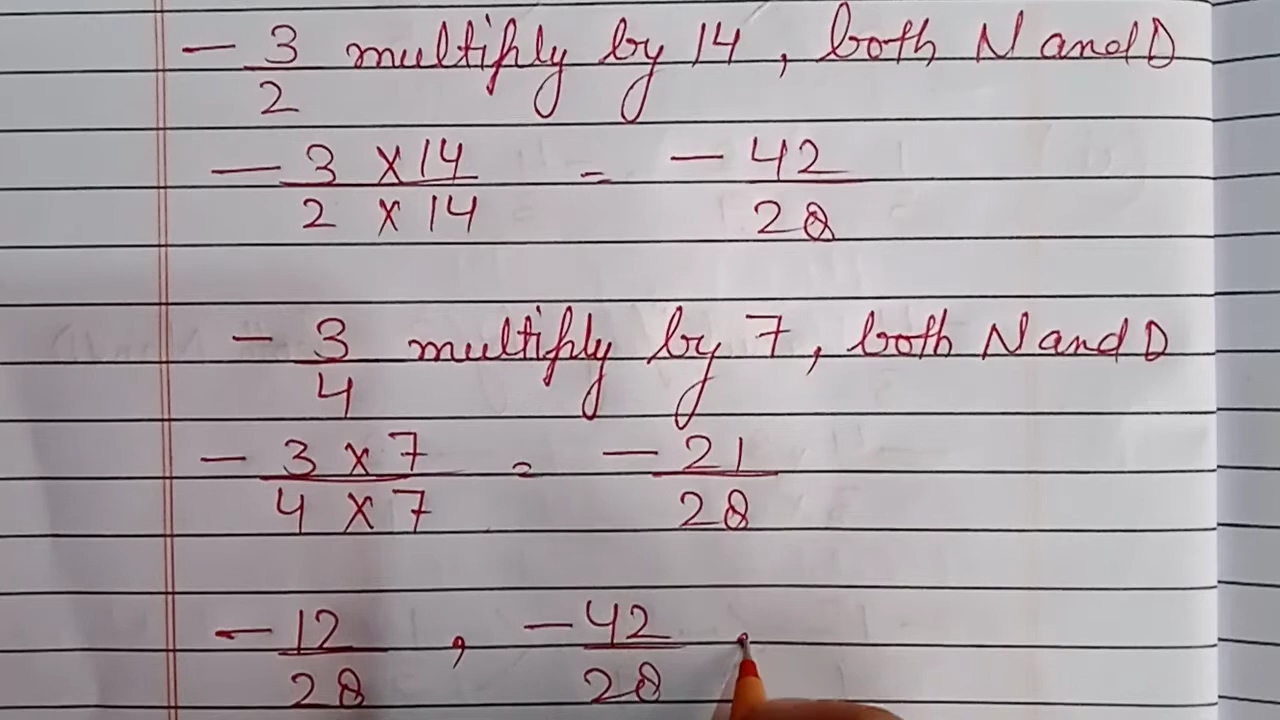 - 3/2 multiply by 14, both N and D
- 3 × 14 / 2 × 14 = - 42/28
- 3/4 multiply by 7, both N and D
- 3 × 7 / 4 × 7 = - 21/28
- 12/28 , - 42/28